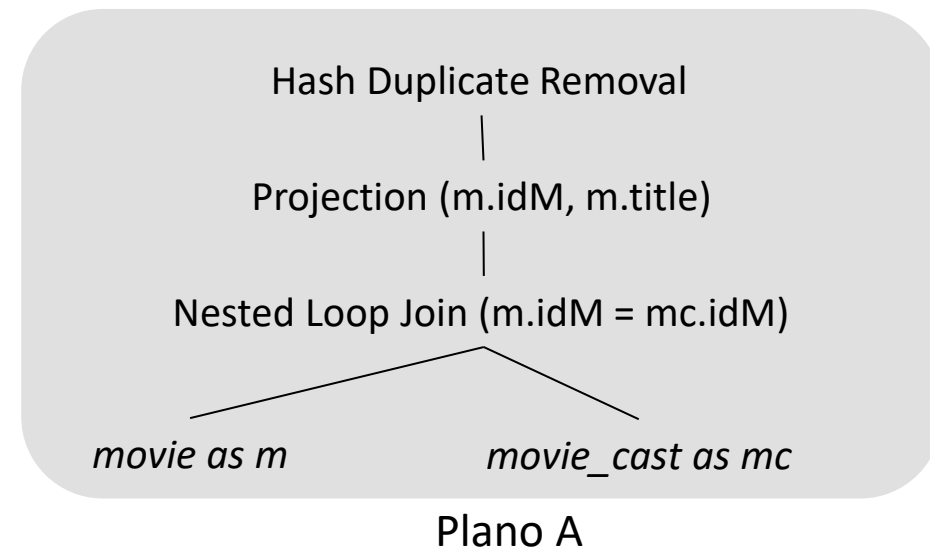 Hash Duplicate Removal
Projection (m.idM, m.title)
Nested Loop Join (m.idM = mc.idM)
movie as m
movie_cast as mc
Plano A